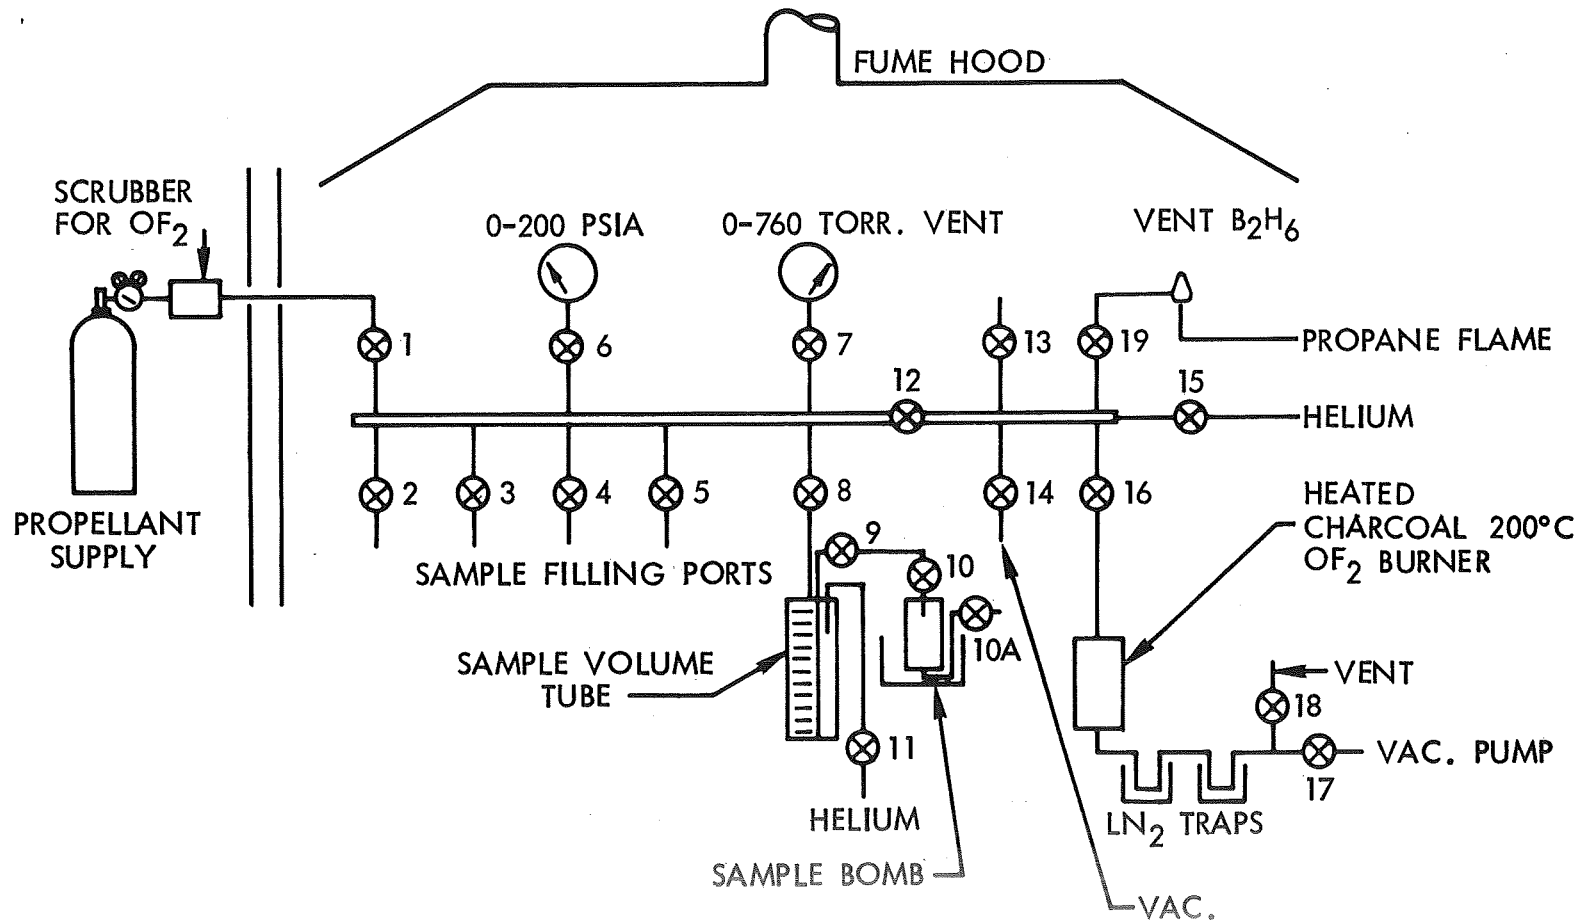 FUME HOOD
SCRUBBER
FOR OF2
0-200 PSIA
0-760 TORR. VENT
VENT B2H6
1
6
7
13
19
PROPANE FLAME
12
15
HELIUM
2
3
4
5
8
14
16
PROPELLANT
SUPPLY
SAMPLE FILLING PORTS
9
10
10A
HEATED
CHARCOAL 200°C
OF2 BURNER
SAMPLE VOLUME
TUBE
11
HELIUM
VENT
18
VAC. PUMP
17
LN2 TRAPS
SAMPLE BOMB
VAC.